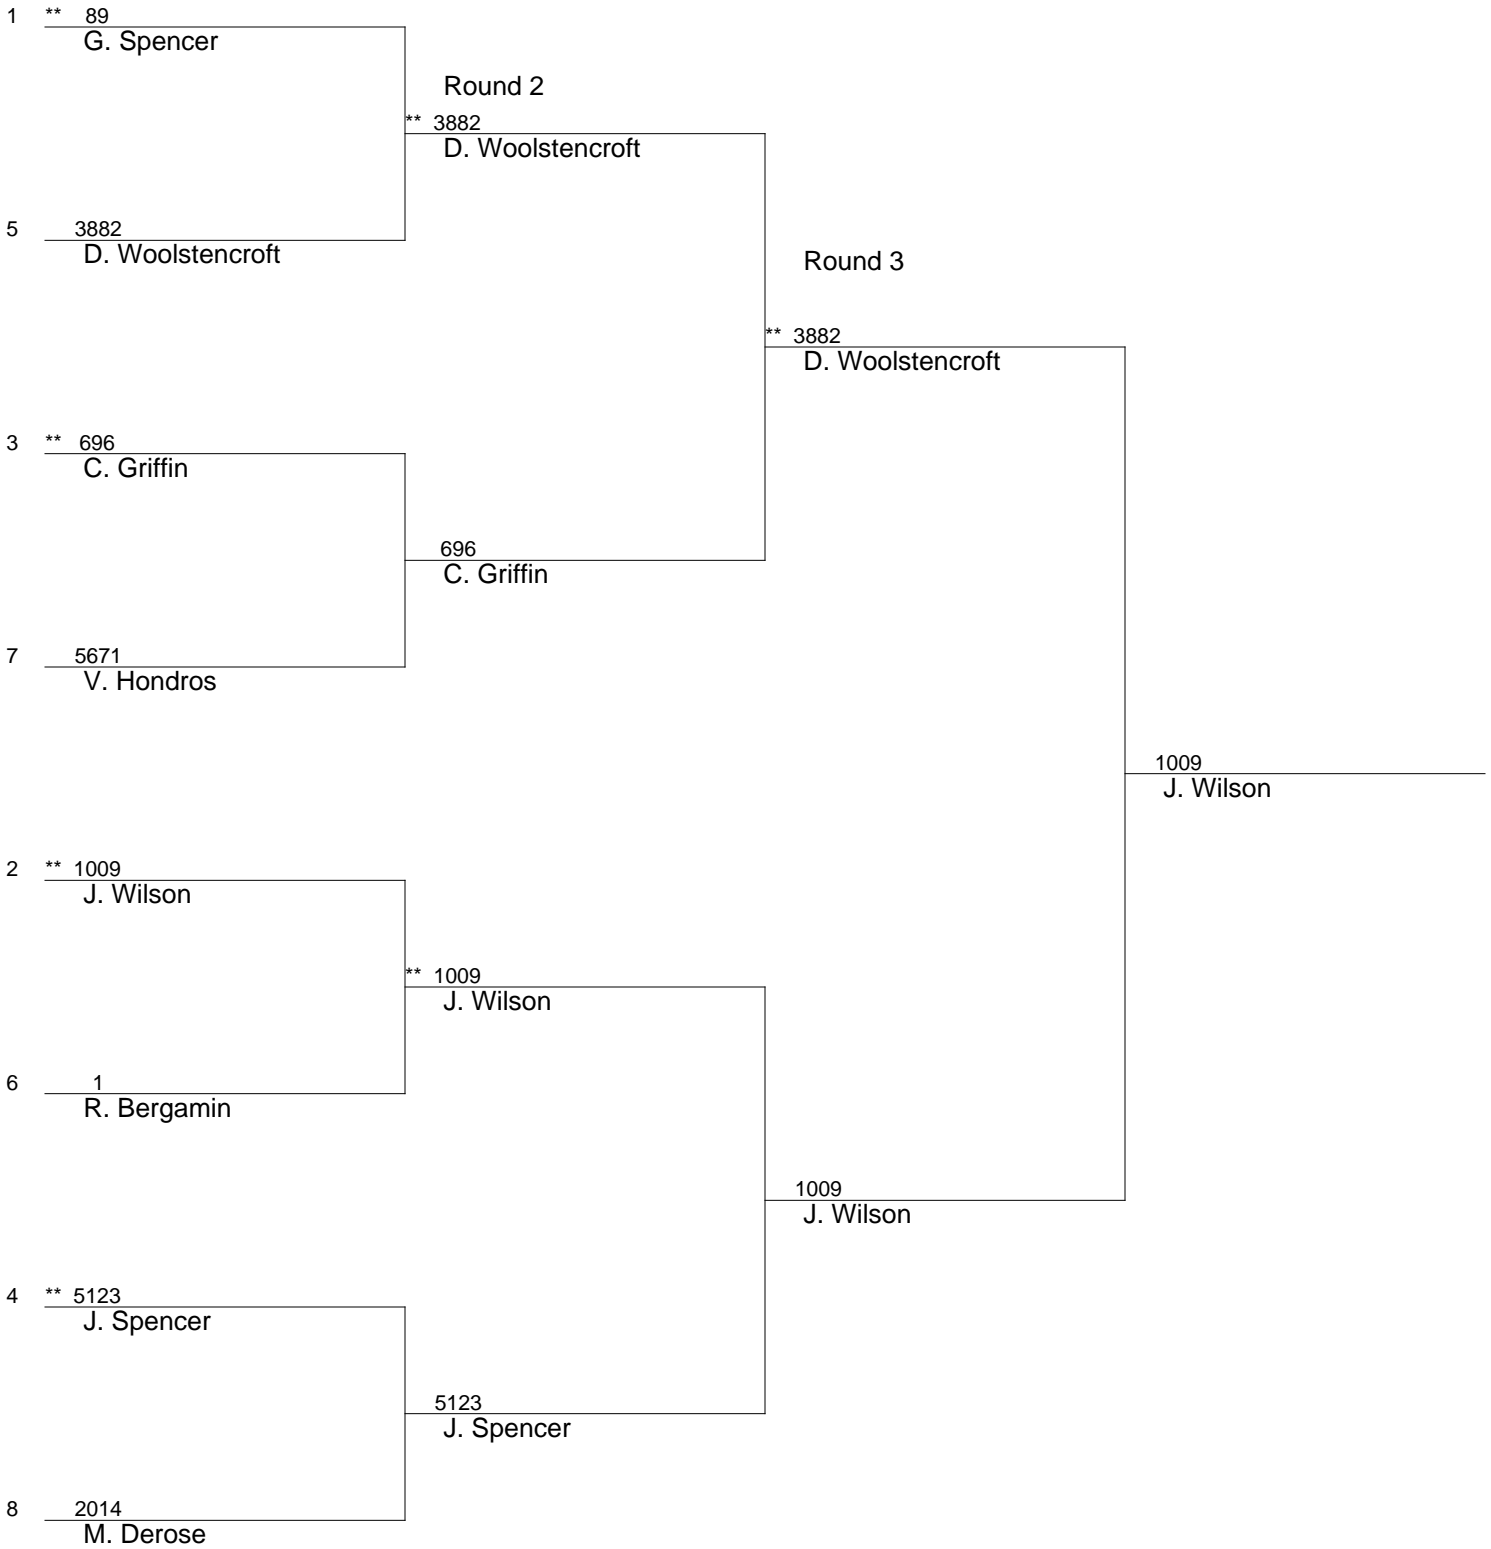 1 ** 89
G. Spencer
Round 2
** 3882
D. Woolstencroft
5 3882
D. Woolstencroft
Round 3
** 3882
D. Woolstencroft
3 ** 696
C. Griffin
696
C. Griffin
7 5671
V. Hondros
1009
J. Wilson
2 ** 1009
J. Wilson
** 1009
J. Wilson
6 1
R. Bergamin
1009
J. Wilson
4 ** 5123
J. Spencer
5123
J. Spencer
8 2014
M. Derose